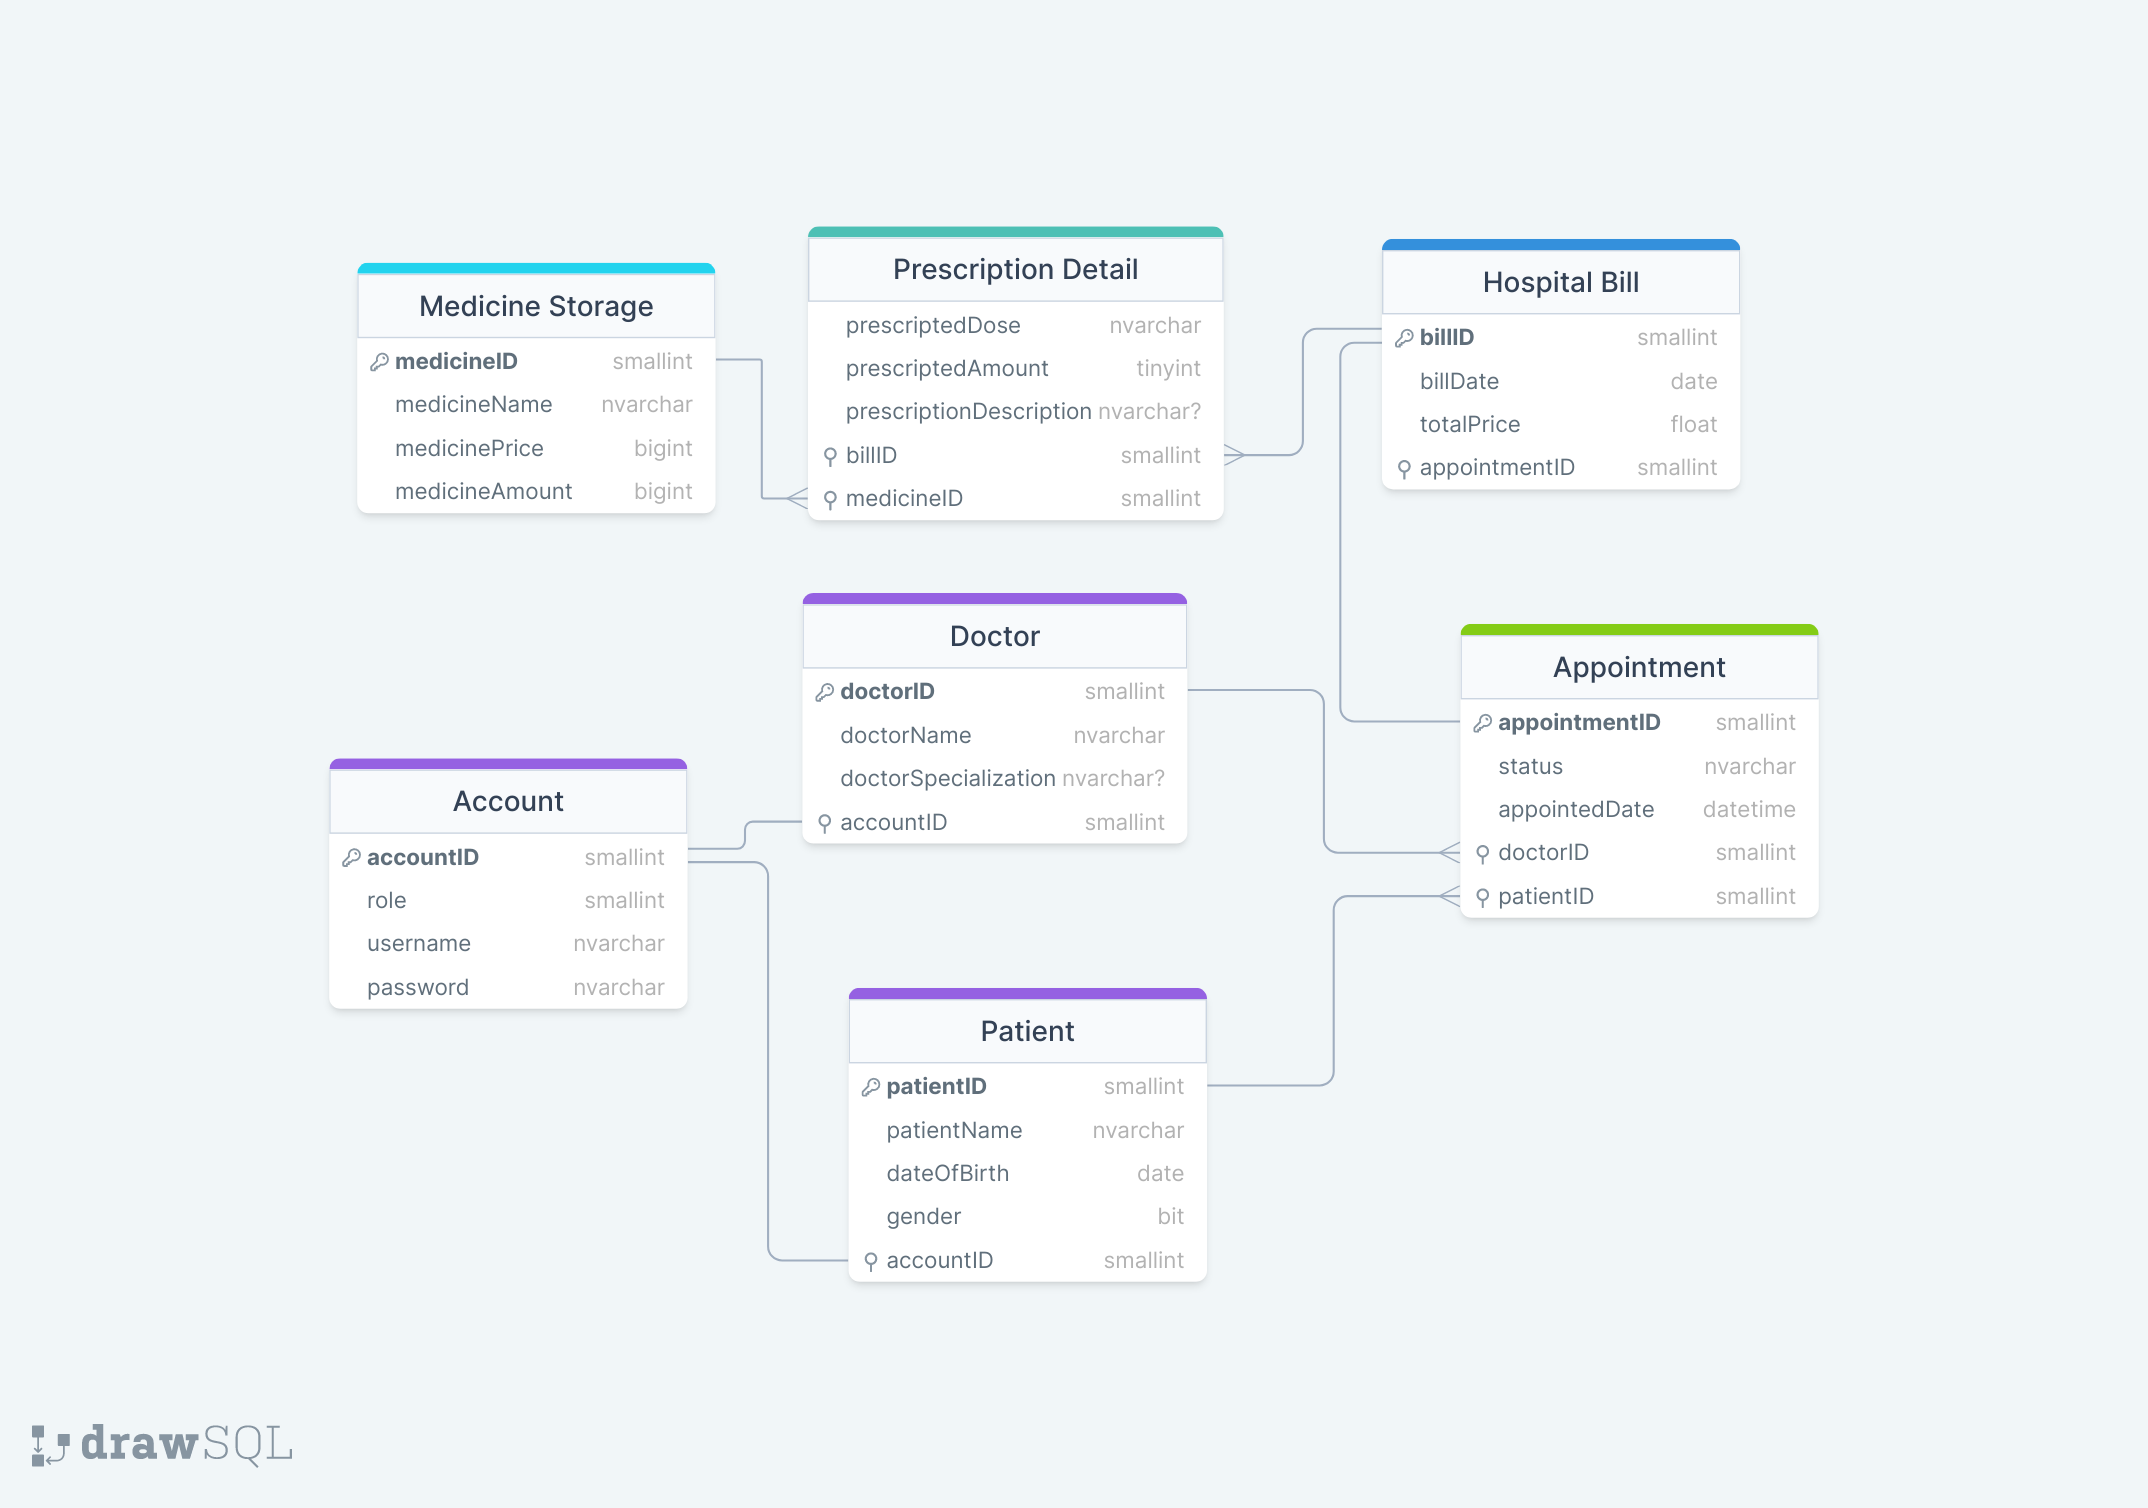 Medicine Storage
medicineID smallint
medicineName nvarchar
medicinePrice bigint
medicineAmount bigint
Prescription Detail
prescriptedDose nvarchar
prescriptedAmount tinyint
prescriptionDescription nvarchar?
billID smallint
medicineID smallint
Hospital Bill
billID smallint
billDate date
totalPrice float
appointmentID smallint
Doctor
doctorID smallint
doctorName nvarchar
doctorSpecialization nvarchar?
accountID smallint
Appointment
appointmentID smallint
status nvarchar
appointedDate datetime
doctorID smallint
patientID smallint
Account
accountID smallint
role smallint
username nvarchar
password nvarchar
Patient
patientID smallint
patientName nvarchar
dateOfBirth date
gender bit
accountID smallint
drawSQL